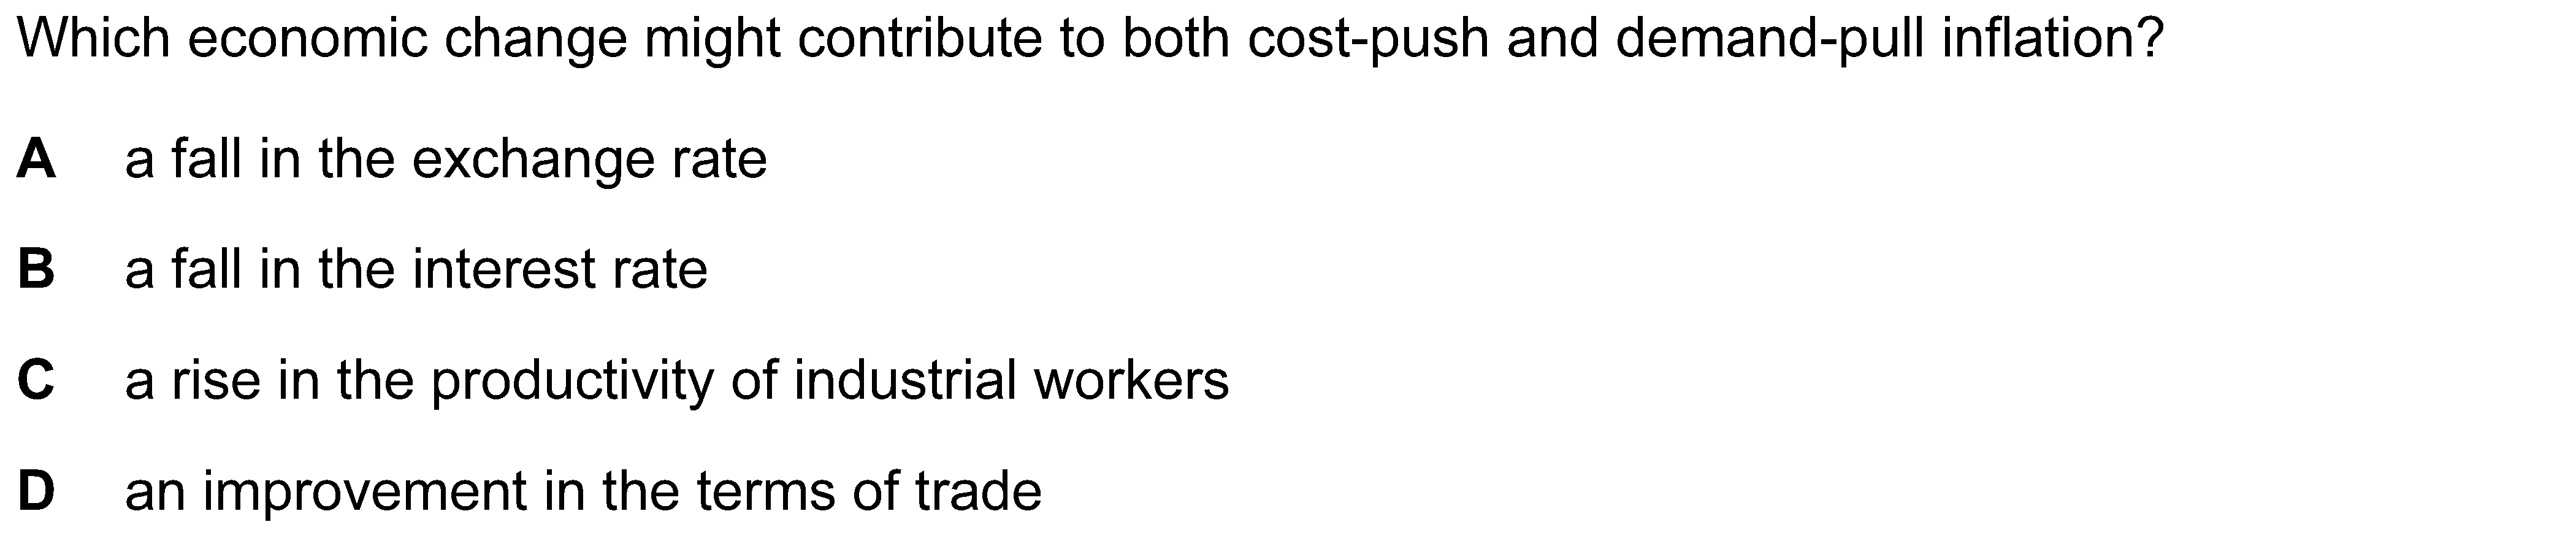 Which economic change might contribute to both cost-push and demand-pull inflation?
A a fall in the exchange rate
B a fall in the interest rate
C a rise in the productivity of industrial workers
D an improvement in the terms of trade